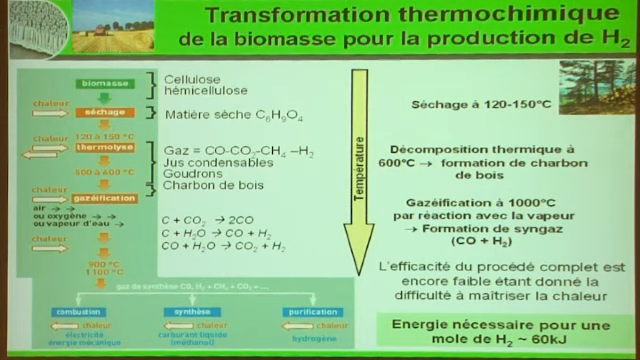 Transformation thermochimique
de la biomasse pour la production de H₂
biomasse
Cellulose
hémicellulose
chaleur
séchage
Matière sèche C₆H₉O₄
120 à 150 °C
chaleur
thermolyse
Gaz = CO-CO₂-CH₄ –H₂
Jus condensables
Goudrons
Charbon de bois
500 à 600 °C
chaleur
gazéification
air → →
ou oxygène → →
ou vapeur d'eau → →
C + CO₂ → 2CO
C + H₂O → CO + H₂
CO + H₂O → CO₂ + H₂
chaleur
900 °C
1100 °C
gaz de synthèse CO, H₂ + CH₄ + CO₂ + ...
combustion
synthèse
purification
chaleur
chaleur
chaleur
électricité
énergie mécanique
carburant liquide
(méthanol)
hydrogène
Température
Séchage à 120-150°C
Décomposition thermique à
600°C → formation de charbon
de bois
Gazéification à 1000°C
par réaction avec la vapeur
→ Formation de syngaz
(CO + H₂)
L'efficacité du procédé complet est
encore faible étant donné la
difficulté à maîtriser la chaleur
Energie nécessaire pour une
mole de H₂ ~ 60kJ